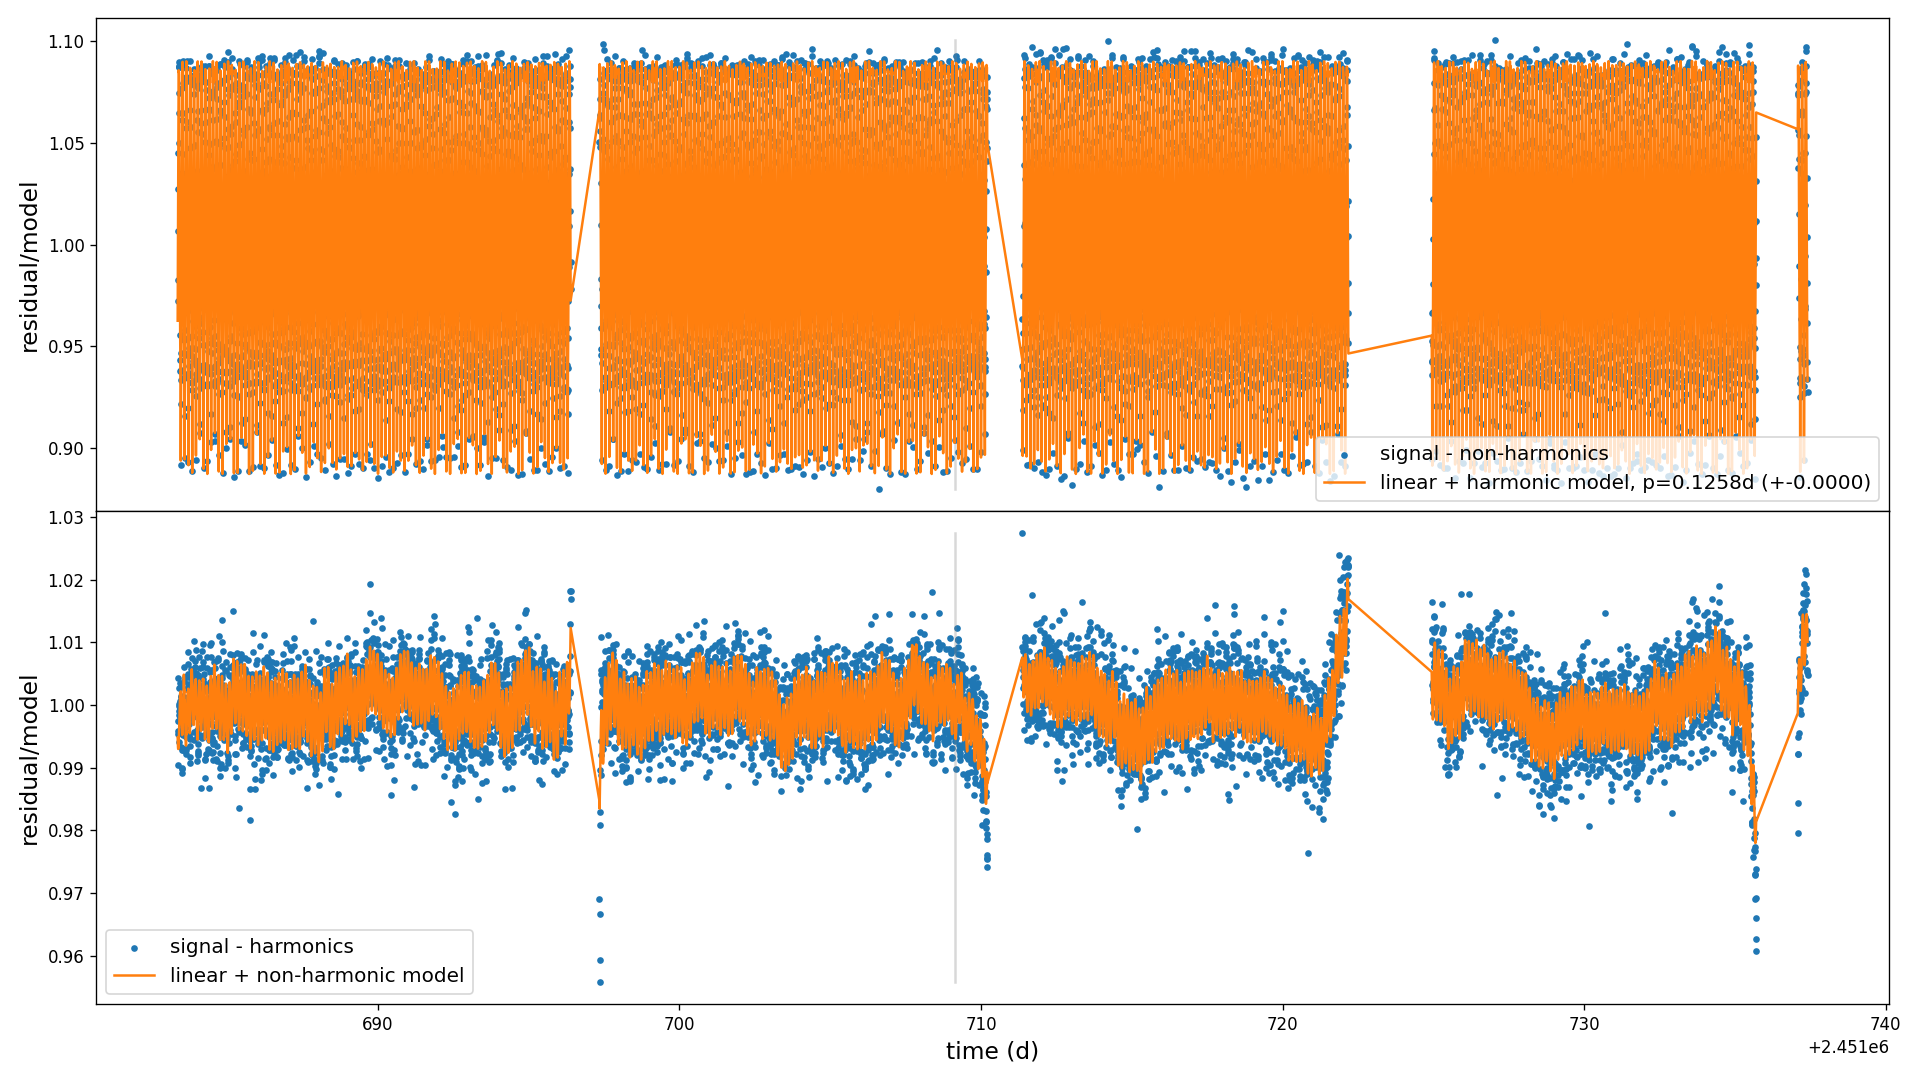 1.10
1.05
1.00
0.95
0.90
residual/model
signal - non-harmonics
linear + harmonic model, p=0.1258d (+-0.0000)
1.03
1.02
1.01
1.00
0.99
0.98
0.97
0.96
residual/model
signal - harmonics
linear + non-harmonic model
690
700
710
720
730
740
time (d)
+2.451e6